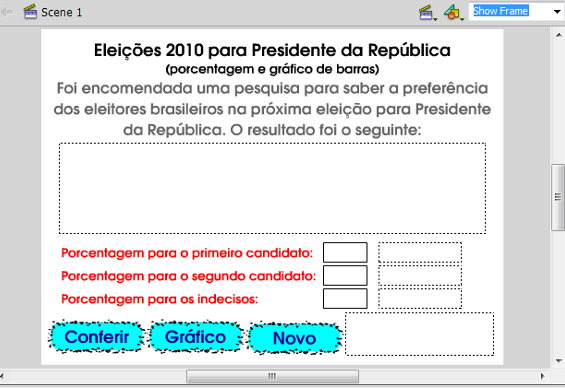 Scene 1
Show Frame
Eleições 2010 para Presidente da República
(porcentagem e gráfico de barras)
Foi encomendada uma pesquisa para saber a preferência
dos eleitores brasileiros na próxima eleição para Presidente
da República. O resultado foi o seguinte:
Porcentagem para o primeiro candidato:
Porcentagem para o segundo candidato:
Porcentagem para os indecisos:
Conferir Gráfico Novo